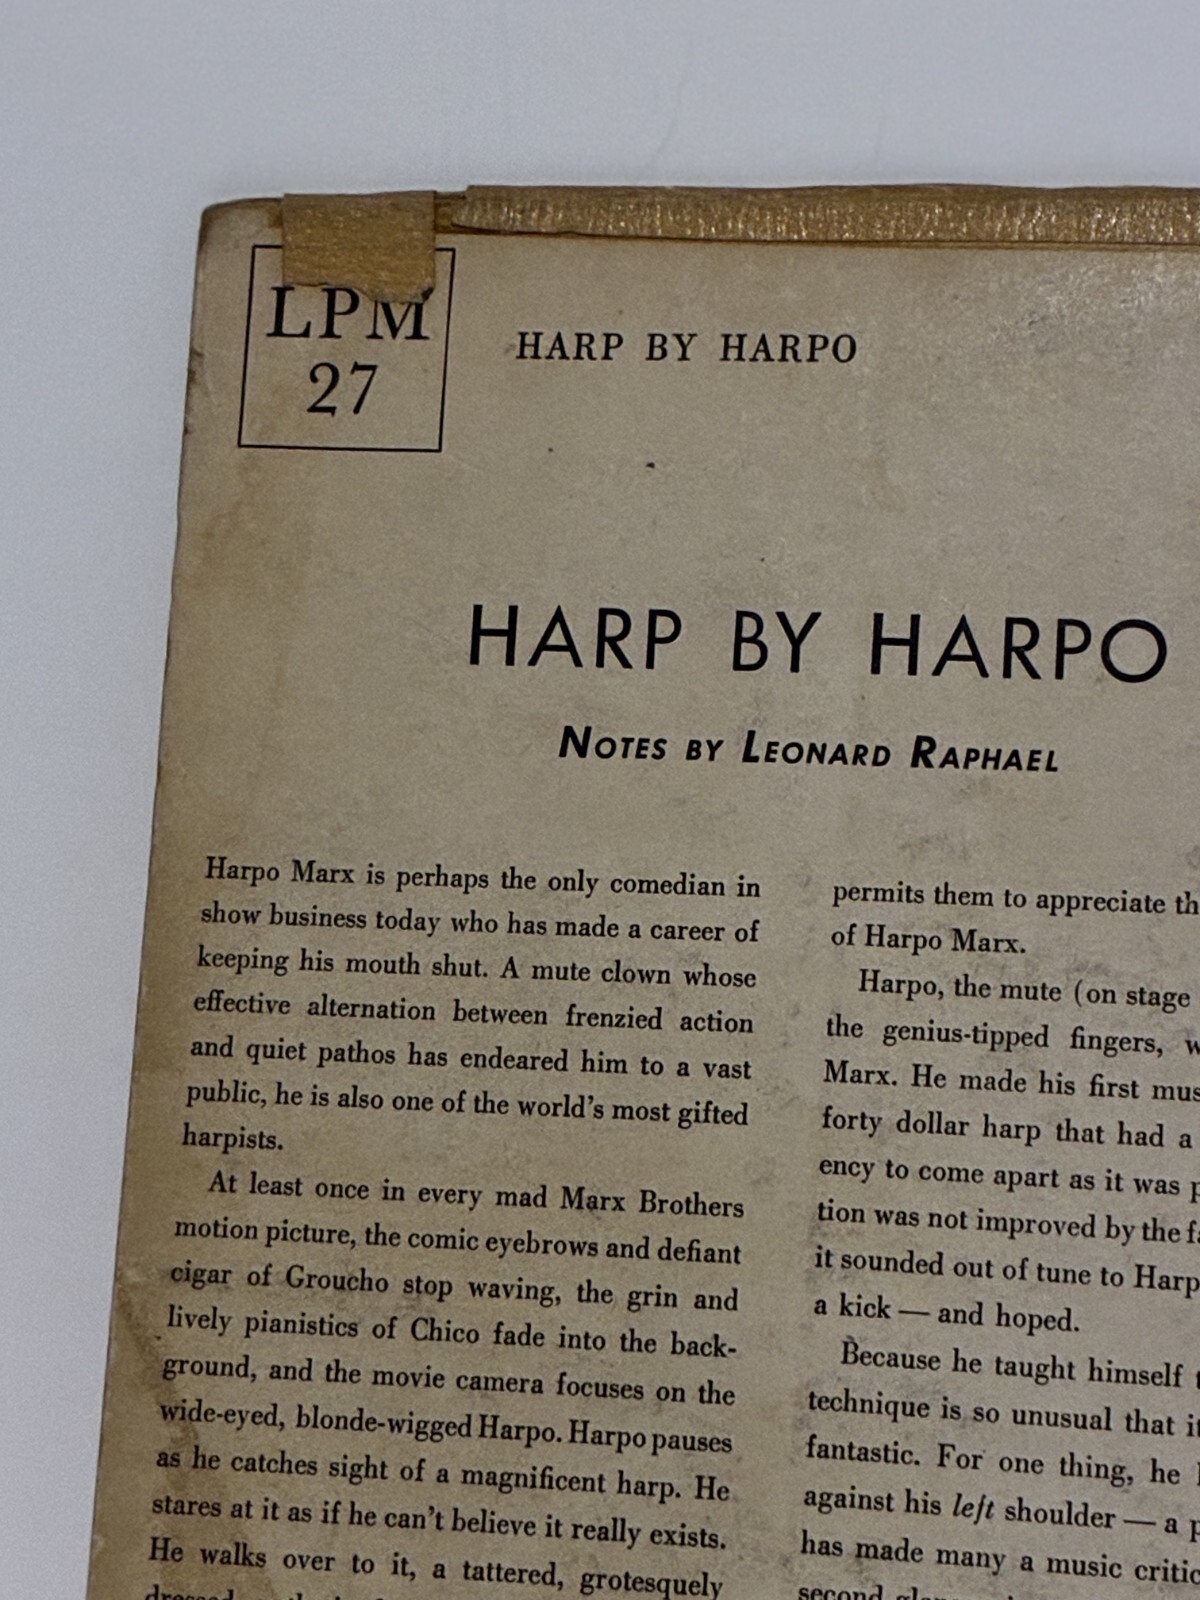 LPM
27
HARP BY HARPO
HARP BY HARPO
NOTES BY LEONARD RAPHAEL
Harpo Marx is perhaps the only comedian in
show business today who has made a career of
keeping his mouth shut. A mute clown whose
effective alternation between frenzied action
and quiet pathos has endeared him to a vast
public, he is also one of the world's most gifted
harpists.
At least once in every mad Marx Brothers
motion picture, the comic eyebrows and defiant
cigar of Groucho stop waving, the grin and
lively pianistics of Chico fade into the back-
ground, and the movie camera focuses on the
wide-eyed, blonde-wigged Harpo. Harpo pauses
as he catches sight of a magnificent harp. He
stares at it as if he can't believe it really exists.
He walks over to it, a tattered, grotesquely
permits them to appreciate
of Harpo Marx.
Harpo, the mute (on stage
the genius-tipped fingers,
Marx. He made his first
forty dollar harp that had a
ency to come apart as it was
tion was not improved by the
it sounded out of tune to
a kick — and hoped.
Because he taught himself
technique is so unusual that
fantastic. For one thing, he
against his left shoulder — a
has made many a music
second